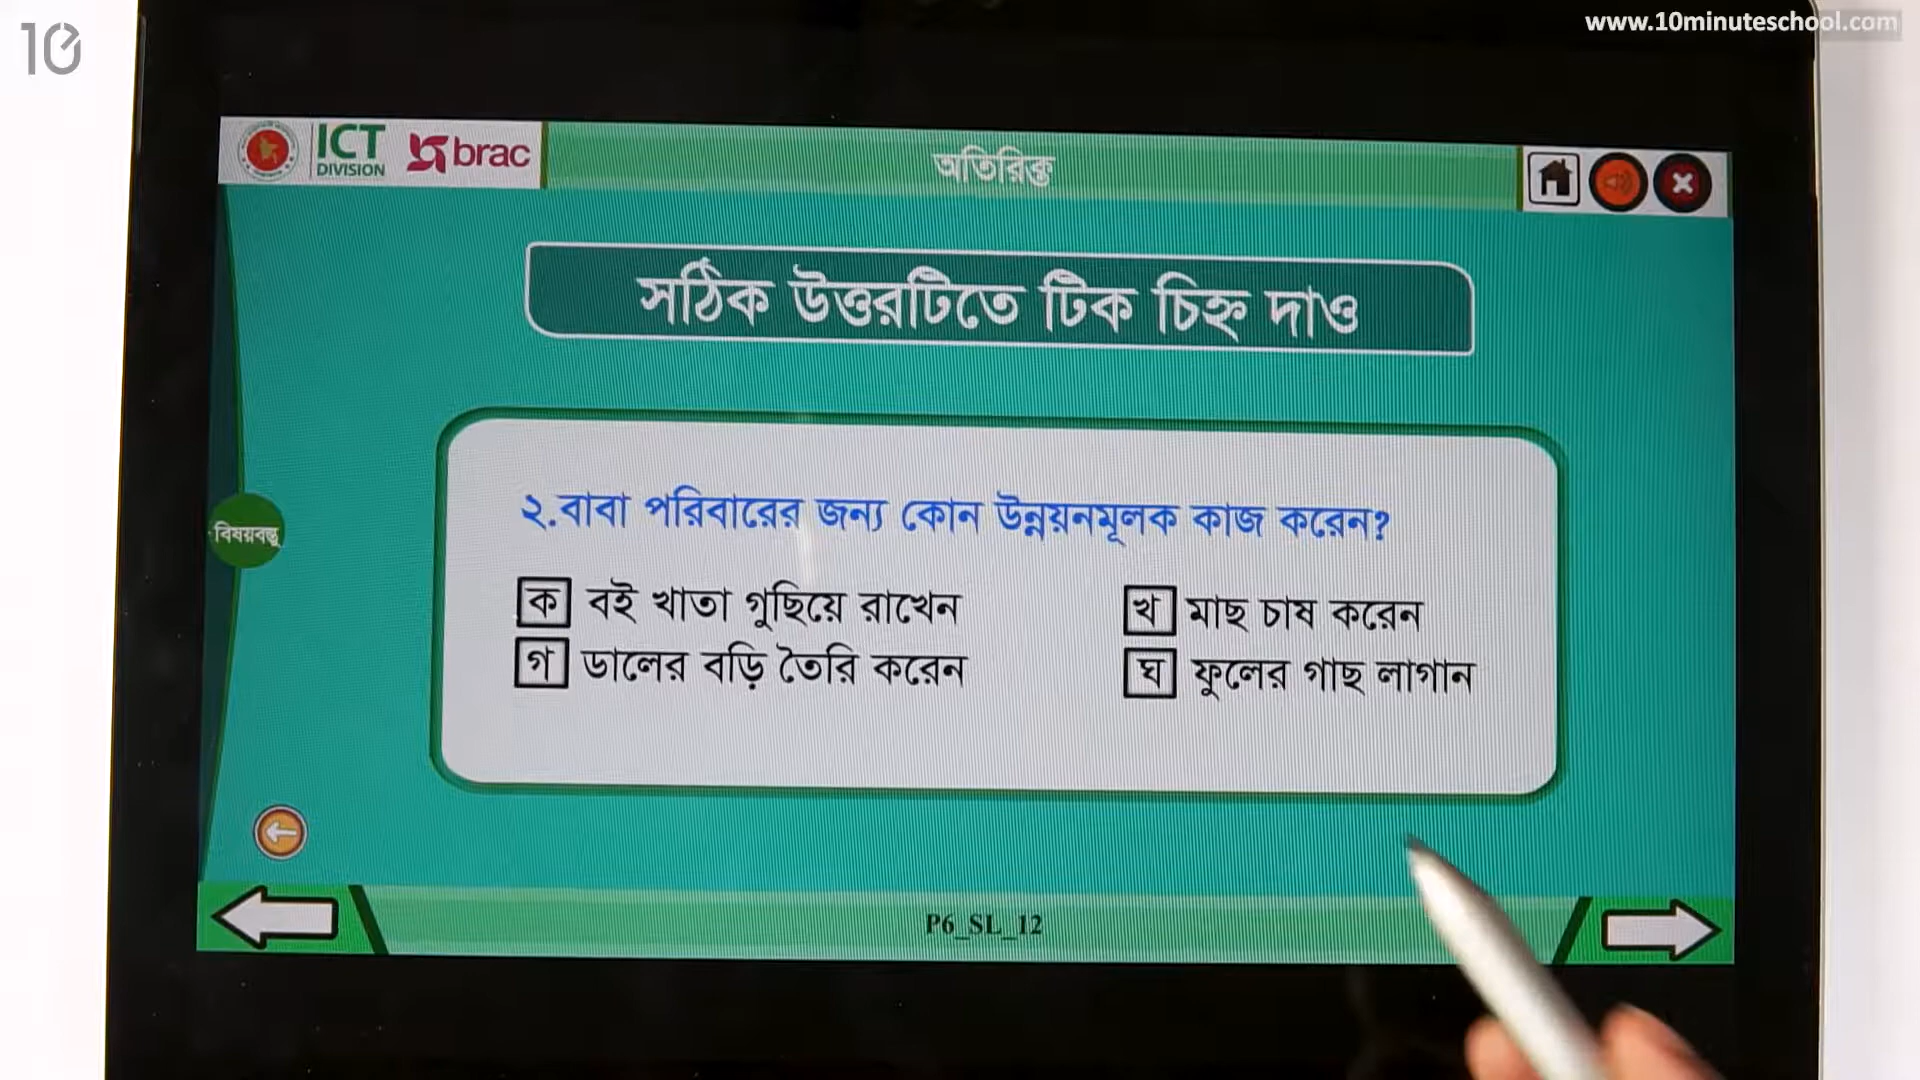 10
www.10minuteschool.com
ICT
DIVISION
brac
অতিরিক্ত
সঠিক উত্তরটিতে টিক চিহ্ন দাও
২.বাবা পরিবারের জন্য কোন উন্নয়নমূলক কাজ করেন?
ক বই খাতা গুছিয়ে রাখেন
খ মাছ চাষ করেন
গ ডালের বড়ি তৈরি করেন
ঘ ফুলের গাছ লাগান
বিষয়বস্তু
P6_SL_12